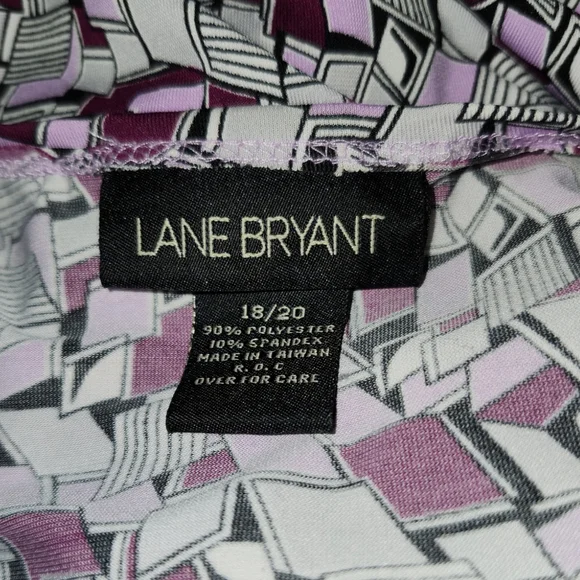 LANE BRYANT
18/20
90% POLYESTER
10% SPANDEX
MADE IN TAIWAN
R. O. C
OVER FOR CARE